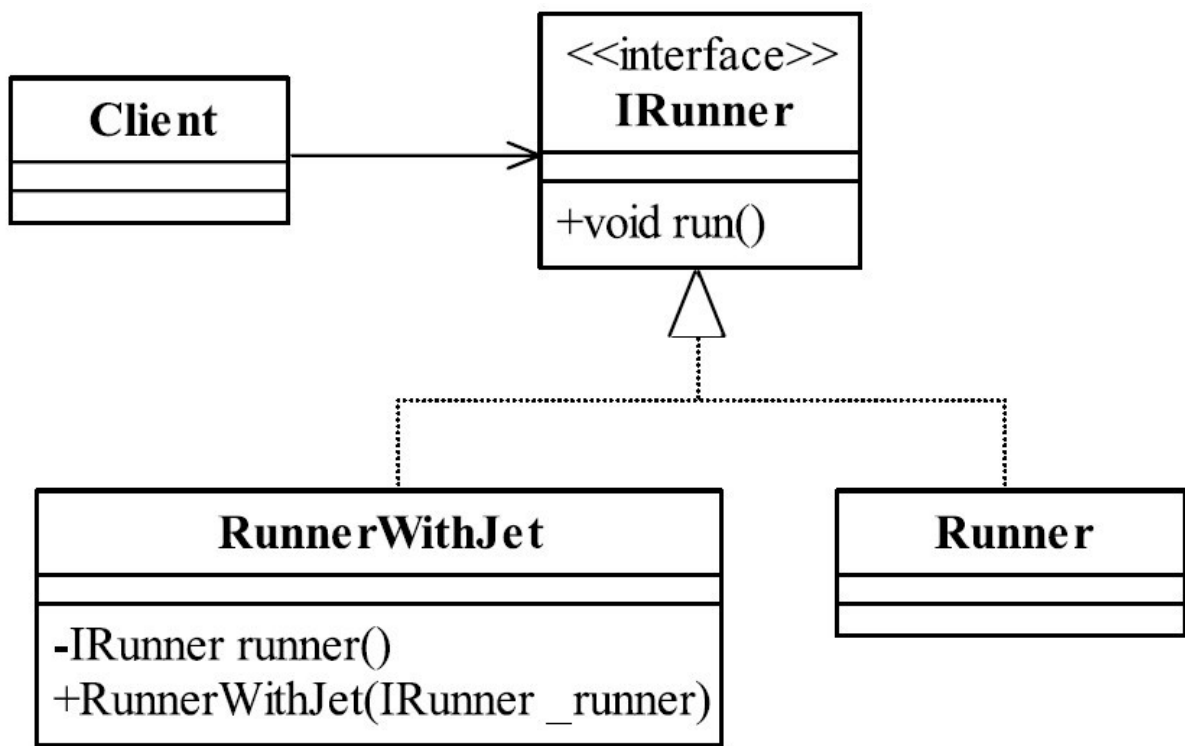 Client
<<interface>>
IRunner
+void run()
RunnerWithJet
-IRunner runner()
+RunnerWithJet(IRunner _runner)
Runner